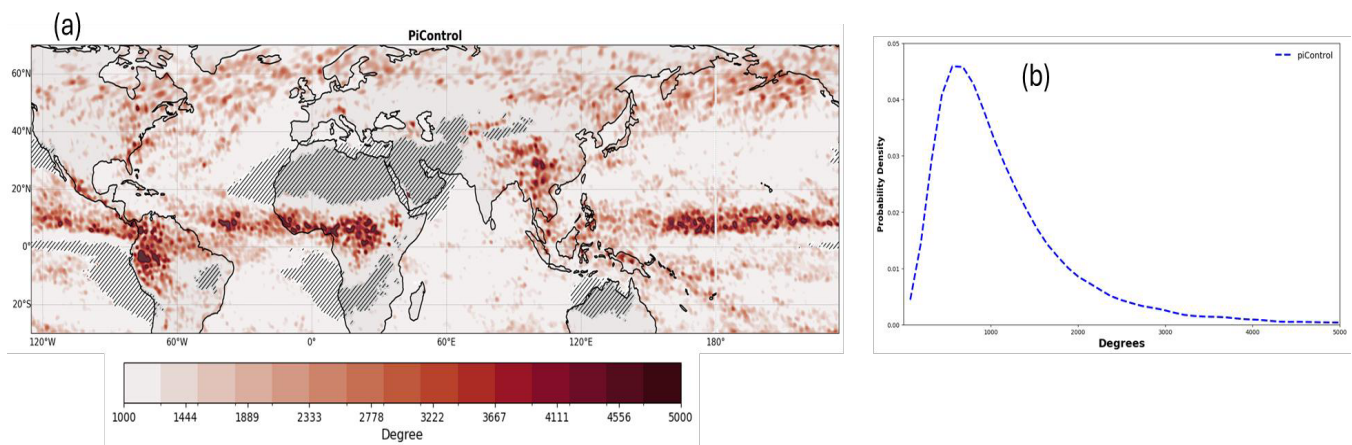 (a)
PiControl
60°N
40°N
20°N
0°
20°S
120°W 60°W 0° 60°E 120°E 180°
1000 1444 1889 2333 2778 3222 3667 4111 4556 5000
Degree
(b)
piControl
0.05
0.04
0.03
0.02
0.01
0.00
Probability Density
1000 2000 3000 4000 5000
Degrees